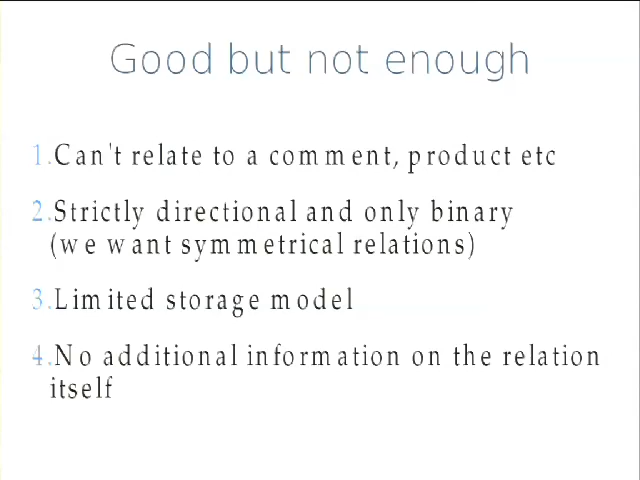 Good but not enough
1.Can't relate to a comment, product etc
2.Strictly directional and only binary
(we want symmetrical relations)
3.Limited storage model
4.No additional information on the relation
itself